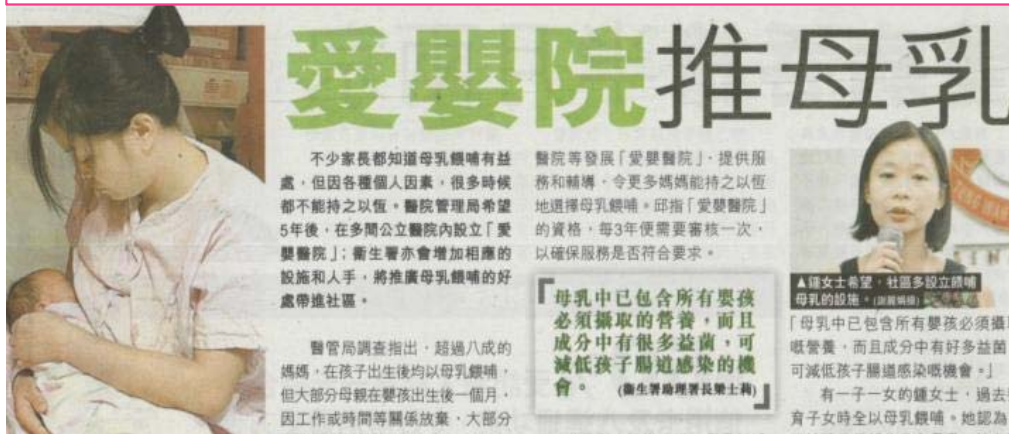 愛嬰院推母乳
不少家長都知道母乳餵哺有益
處，但因各種個人因素，很多時候
都不能持之以恆。醫院管理局希望
5年後，在多間公立醫院內設立「愛
嬰醫院」；衞生署亦會增加相應的
設施和人手，將推廣母乳餵哺的好
處帶進社區。
醫管局調查指出，超過八成的
媽媽，在孩子出生後均以母乳餵哺，
但大部分母親在嬰孩出生後一個月，
因工作或時間等關係放棄，大部分
醫院等發展「愛嬰醫院」，提供服
務和輔導，令更多媽媽能持之以恆
地選擇母乳餵哺。邱指「愛嬰醫院」
的資格，每3年便需要審核一次，
以確保服務是否符合要求。
「母乳中已包含所有嬰孩
必須攝取的營養，而且
成分中有很多益菌，可
減低孩子腸道感染的機
會。 (衞生署助理署長梁士莉)」
▲鍾女士希望，社區多設立餵哺
母乳的設施。
「母乳中已包含所有嬰孩必須攝
嘅營養，而且成分中有好多益菌
可減低孩子腸道感染嘅機會。」
有一子一女的鍾女士，過去
育子女時全以母乳餵哺。她認為